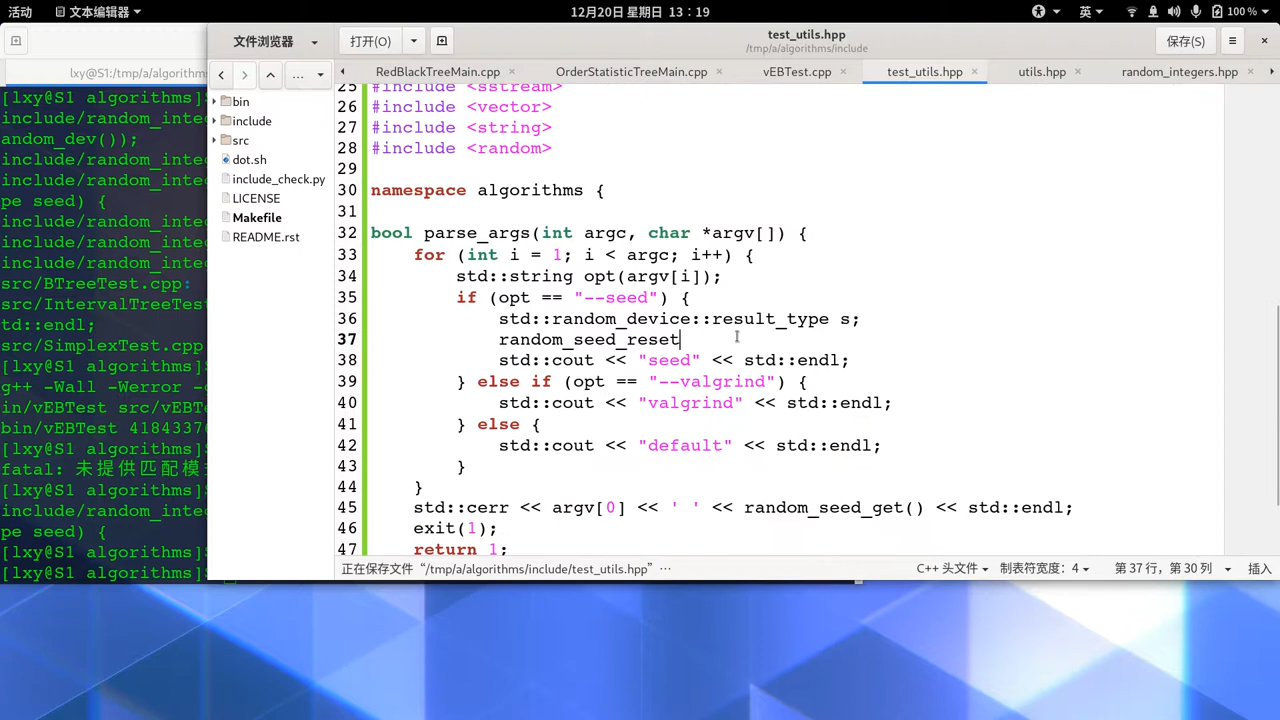 活动
文本编辑器
12月20日 星期日 13：19
英
100 %
文件浏览器
打开(O)
test_utils.hpp
/tmp/a/algorithms/include
保存(S)
lxy@S1:/tmp/a/algorithms
RedBlackTreeMain.cpp
OrderStatisticTreeMain.cpp
vEBTest.cpp
test_utils.hpp
utils.hpp
random_integers.hpp
[lxy@S1 algorithms]
include/random_inte
andom_dev());
include/random_inte
include/random_inte
pe seed) {
include/random_inte
include/random_inte
include/random_inte
src/BTreeTest.cpp:
src/IntervalTreeTest
td::endl;
src/SimplexTest.cpp
[lxy@S1 algorithms]
g++ -Wall -Werror -
in/vEBTest src/vEBT
bin/vEBTest 4184337
[lxy@S1 algorithms]
fatal: 未提供匹配模
[lxy@S1 algorithms]
include/random_inte
pe seed) {
[lxy@S1 algorithms]
[lxy@S1 algorithms]
...
bin
include
src
dot.sh
include_check.py
LICENSE
Makefile
README.rst
25 #include <sstream>
26 #include <vector>
27 #include <string>
28 #include <random>
29
30 namespace algorithms {
31
32 bool parse_args(int argc, char *argv[]) {
33 for (int i = 1; i < argc; i++) {
34 std::string opt(argv[i]);
35 if (opt == "--seed") {
36 std::random_device::result_type s;
37 random_seed_reset
38 std::cout << "seed" << std::endl;
39 } else if (opt == "--valgrind") {
40 std::cout << "valgrind" << std::endl;
41 } else {
42 std::cout << "default" << std::endl;
43 }
44 }
45 std::cerr << argv[0] << ' ' << random_seed_get() << std::endl;
46 exit(1);
47 return 1;
正在保存文件 “/tmp/a/algorithms/include/test_utils.hpp” ⋯
C++ 头文件
制表符宽度：4
第 37 行，第 30 列
插入